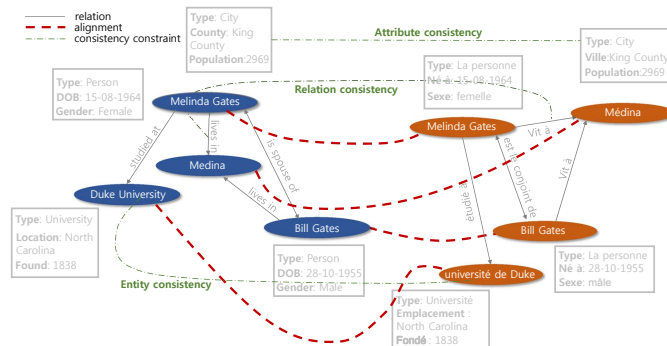 relation
alignment
consistency constraint
Type: City
County: King
County
Population:2969
Attribute consistency
Type: City
Ville:King County
Population:2969
Type: Person
DOB: 15-08-1964
Gender: Female
Type: La personne
Né à: 15-08-1964
Sexe: femelle
Relation consistency
Melinda Gates
Melinda Gates
Médina
studied at
lives in
is spouse of
Vit à
Medina
est le conjoint de
Vit à
Duke University
lives in
étudié à
Bill Gates
Bill Gates
Type: University
Location: North
Carolina
Found: 1838
Type: Person
DOB: 28-10-1955
Gender: Male
Type: La personne
Né à: 28-10-1955
Sexe: mâle
Entity consistency
université de Duke
Type: Université
Emplacement :
North Carolina
Fondé : 1838